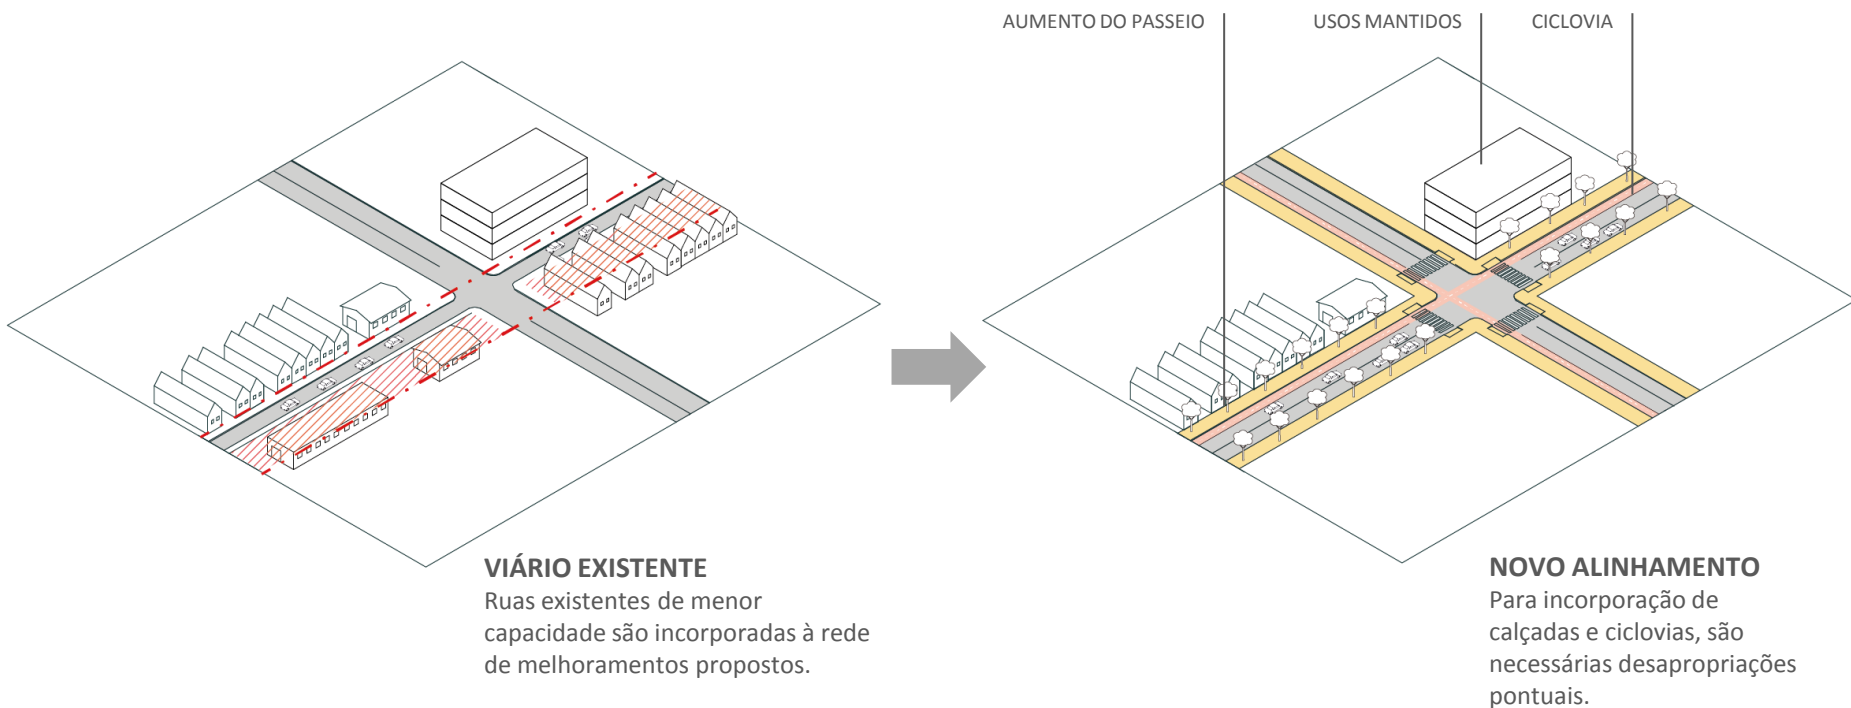 AUMENTO DO PASSEIO
USOS MANTIDOS
CICLOVIA
VIÁRIO EXISTENTE
Ruas existentes de menor
capacidade são incorporadas à rede
de melhoramentos propostos.
NOVO ALINHAMENTO
Para incorporação de
calçadas e ciclovias, são
necessárias desapropriações
pontuais.